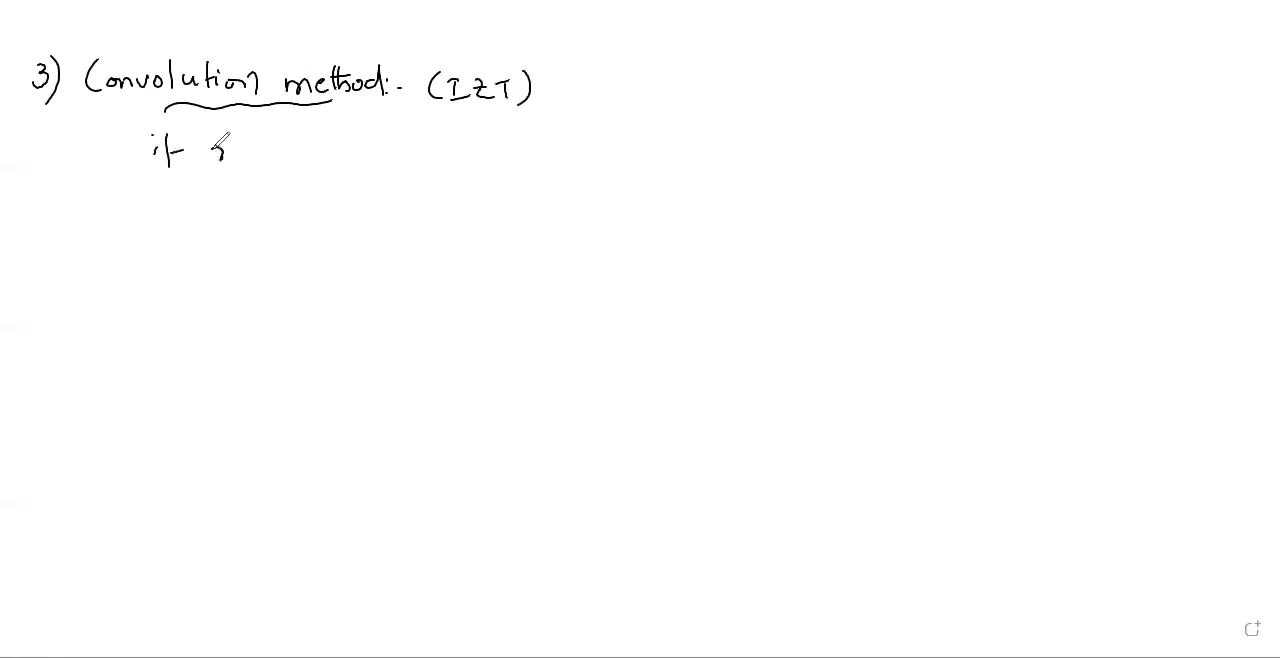 3) Convolution method:- (IZT)
if